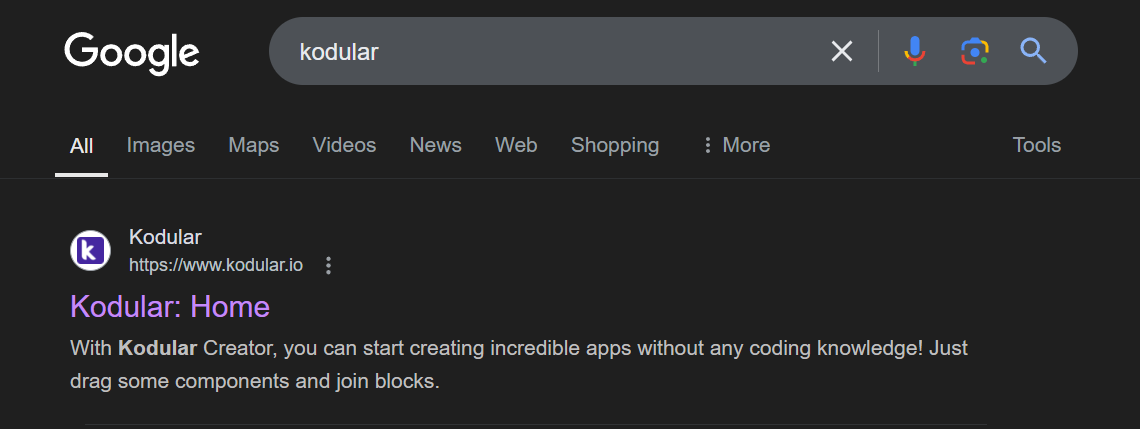 Google
kodular
All Images Maps Videos News Web Shopping More Tools
k
Kodular
https://www.kodular.io
Kodular: Home
With Kodular Creator, you can start creating incredible apps without any coding knowledge! Just
drag some components and join blocks.